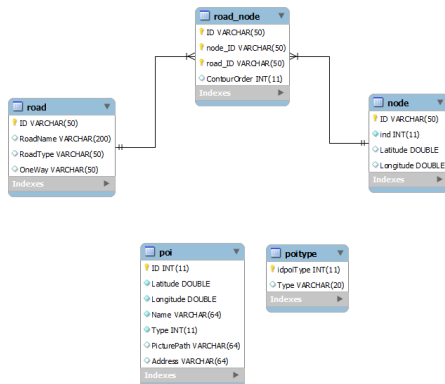 road_node
ID VARCHAR(50)
node_ID VARCHAR(50)
road_ID VARCHAR(50)
ContourOrder INT(11)
Indexes
road
ID VARCHAR(50)
RoadName VARCHAR(200)
RoadType VARCHAR(50)
OneWay VARCHAR(50)
Indexes
node
ID VARCHAR(50)
ind INT(11)
Latitude DOUBLE
Longitude DOUBLE
Indexes
poi
ID INT(11)
Latitude DOUBLE
Longitude DOUBLE
Name VARCHAR(64)
Type INT(11)
PicturePath VARCHAR(64)
Address VARCHAR(64)
Indexes
poitype
idpoiType INT(11)
Type VARCHAR(20)
Indexes